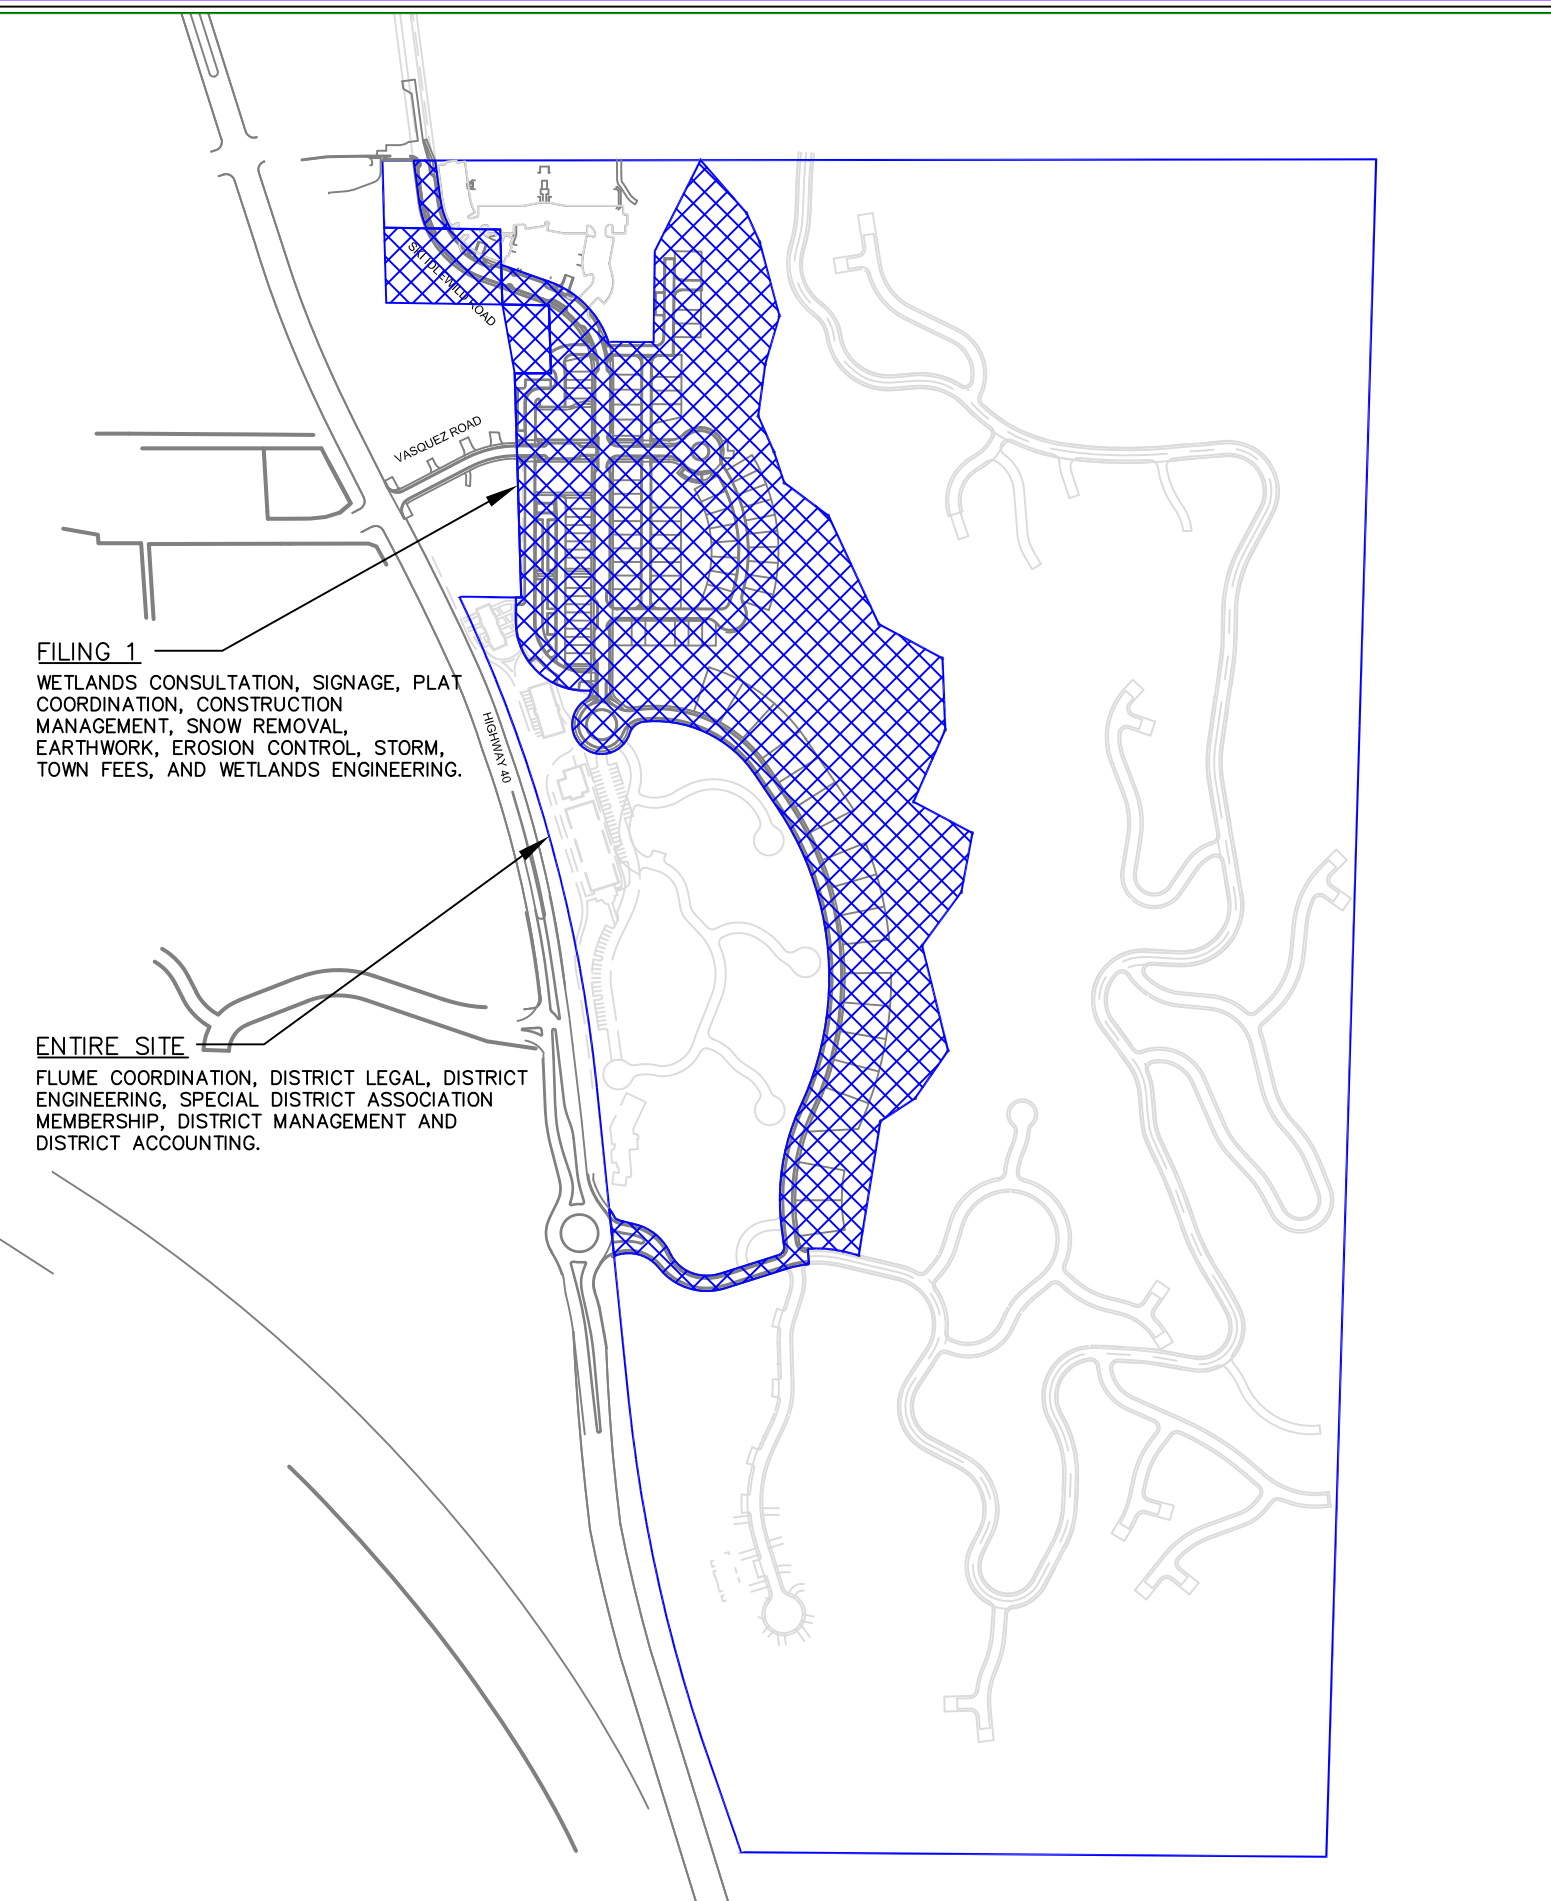 SKI IDLEWILD ROAD
VASQUEZ ROAD
FILING 1
WETLANDS CONSULTATION, SIGNAGE, PLAT
COORDINATION, CONSTRUCTION
MANAGEMENT, SNOW REMOVAL,
EARTHWORK, EROSION CONTROL, STORM,
TOWN FEES, AND WETLANDS ENGINEERING.
HIGHWAY 40
ENTIRE SITE
FLUME COORDINATION, DISTRICT LEGAL, DISTRICT
ENGINEERING, SPECIAL DISTRICT ASSOCIATION
MEMBERSHIP, DISTRICT MANAGEMENT AND
DISTRICT ACCOUNTING.